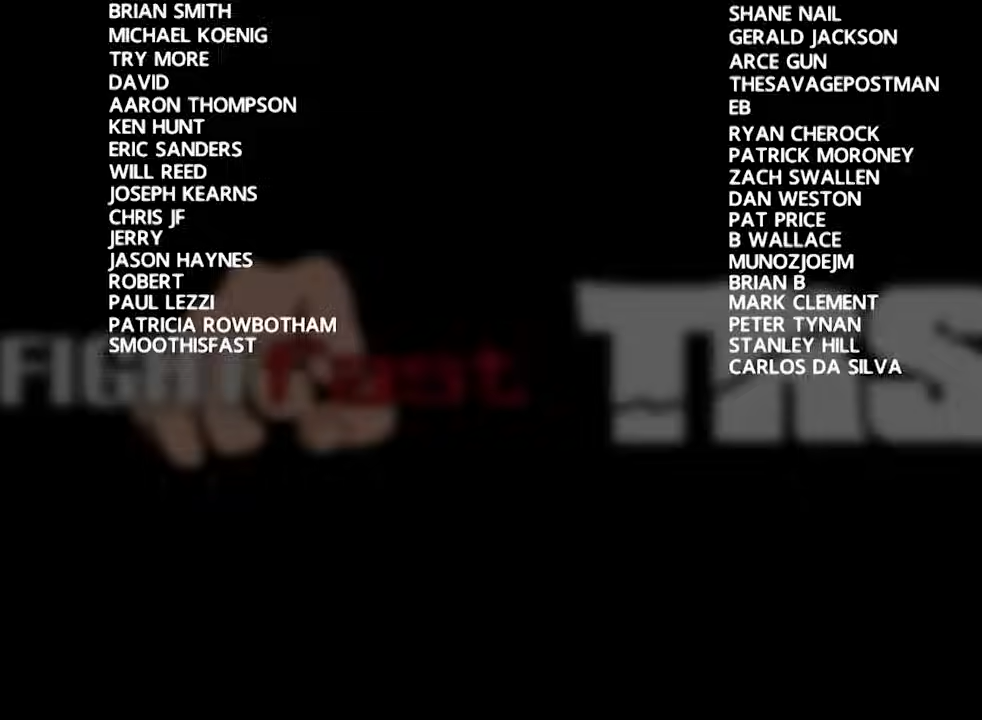 BRIAN SMITH
MICHAEL KOENIG
TRY MORE
DAVID
AARON THOMPSON
KEN HUNT
ERIC SANDERS
WILL REED
JOSEPH KEARNS
CHRIS JF
JERRY
JASON HAYNES
ROBERT
PAUL LEZZI
PATRICIA ROWBOTHAM
SMOOTHISFAST
SHANE NAIL
GERALD JACKSON
ARCE GUN
THESAVAGEPOSTMAN
EB
RYAN CHEROCK
PATRICK MORONEY
ZACH SWALLEN
DAN WESTON
PAT PRICE
B WALLACE
MUNOZJOEJM
BRIAN B
MARK CLEMENT
PETER TYNAN
STANLEY HILL
CARLOS DA SILVA
FIGHT Fast